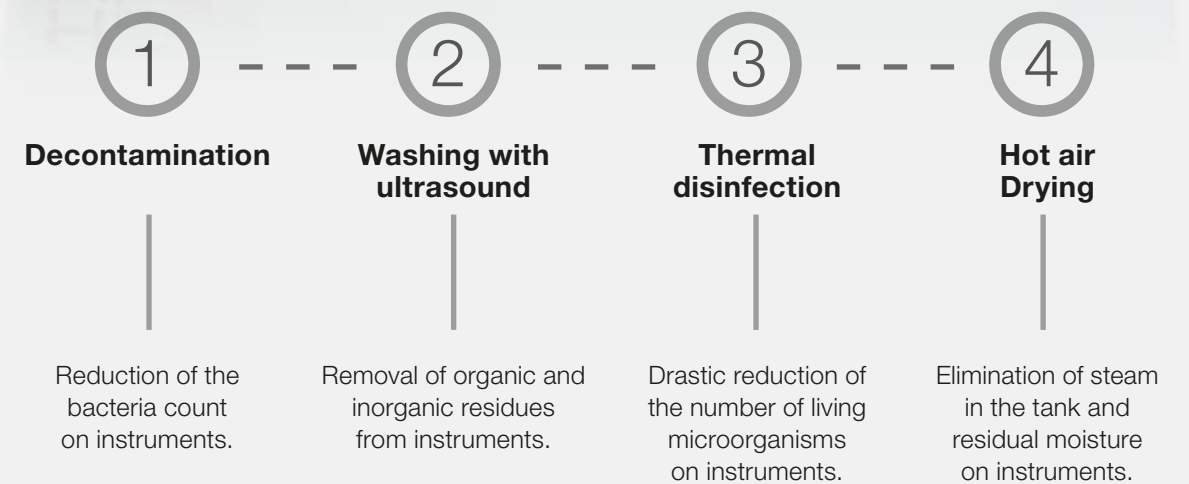 1
2
3
4
Decontamination
Washing with
ultrasound
Thermal
disinfection
Hot air
Drying
Reduction of the
bacteria count
on instruments.
Removal of organic and
inorganic residues
from instruments.
Drastic reduction of
the number of living
microorganisms
on instruments.
Elimination of steam
in the tank and
residual moisture
on instruments.